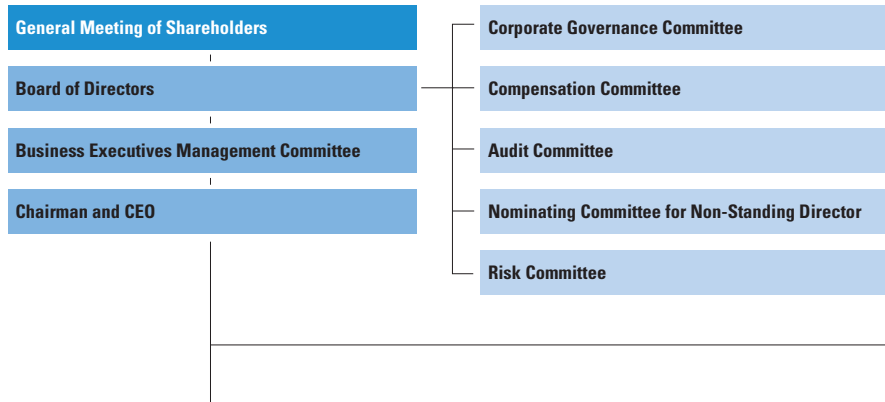 General Meeting of Shareholders
Board of Directors
Business Executives Management Committee
Chairman and CEO
Corporate Governance Committee
Compensation Committee
Audit Committee
Nominating Committee for Non-Standing Director
Risk Committee